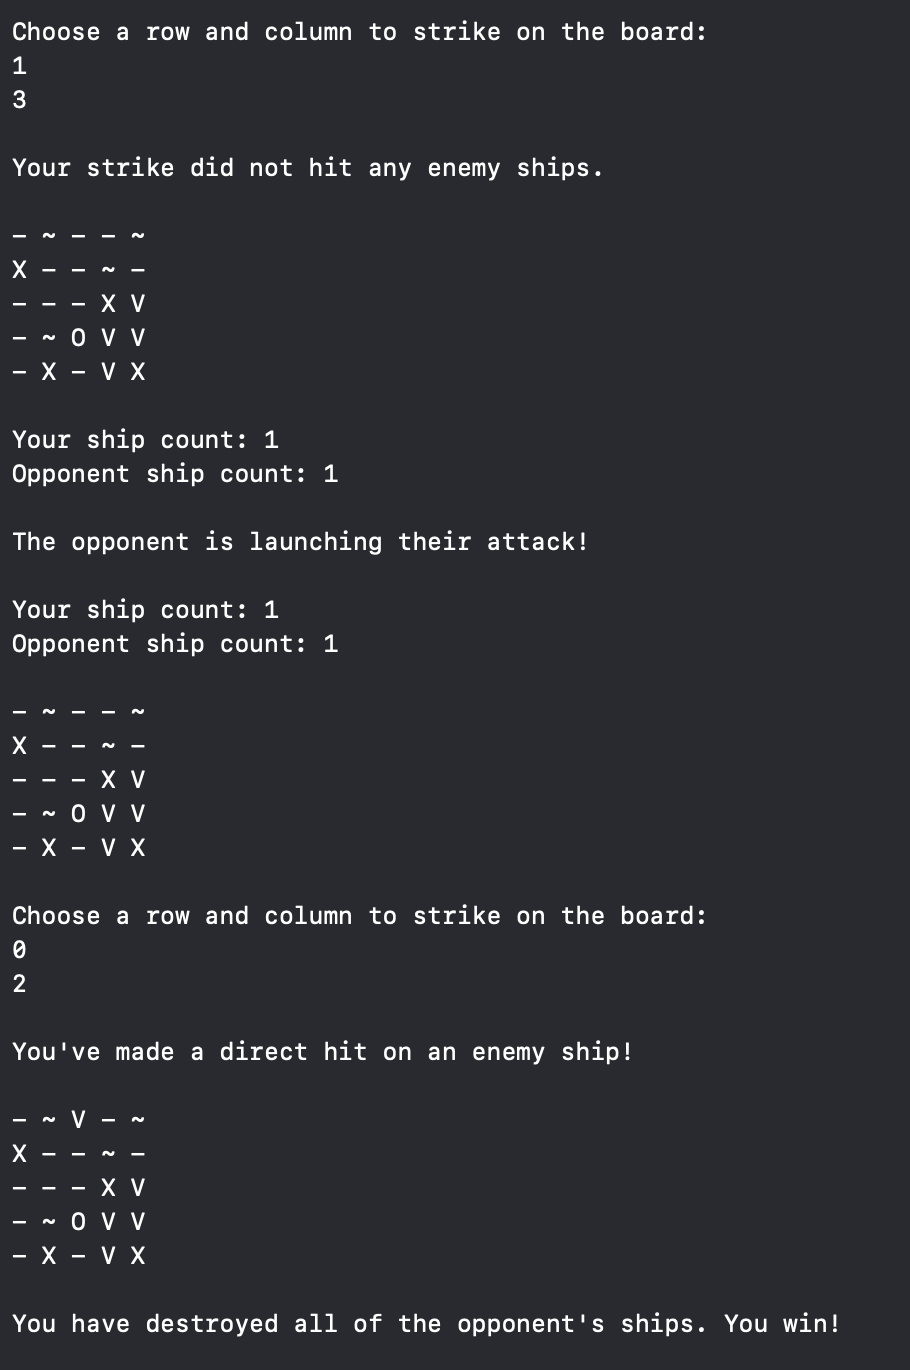 Choose a row and column to strike on the board:
1
3
Your strike did not hit any enemy ships.
– ~ – – ~
X – – ~ –
– – – X V
– ~ O V V
– X – V X
Your ship count: 1
Opponent ship count: 1
The opponent is launching their attack!
Your ship count: 1
Opponent ship count: 1
– ~ – – ~
X – – ~ –
– – – X V
– ~ O V V
– X – V X
Choose a row and column to strike on the board:
0
2
You've made a direct hit on an enemy ship!
– ~ V – ~
X – – ~ –
– – – X V
– ~ O V V
– X – V X
You have destroyed all of the opponent's ships. You win!